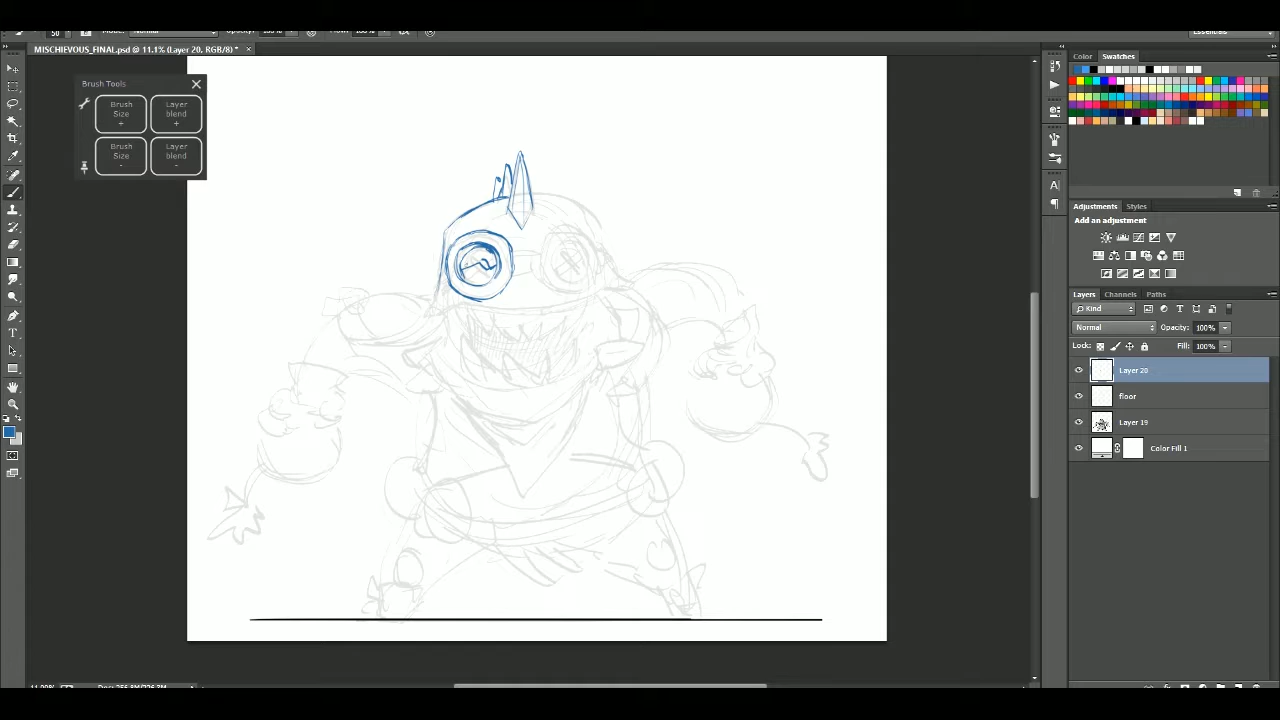 50 Mode: Normal Opacity: Flow: Essentials
MISCHIEVOUS_FINAL.psd @ 11.1% (Layer 20, RGB/8) *
Brush Tools
Brush Size + Layer blend +
Brush Size - Layer blend -
Color Swatches
Adjustments Styles
Add an adjustment
Layers Channels Paths
Kind
Normal Opacity: 100%
Lock: Fill: 100%
Layer 20
floor
Layer 19
Color Fill 1